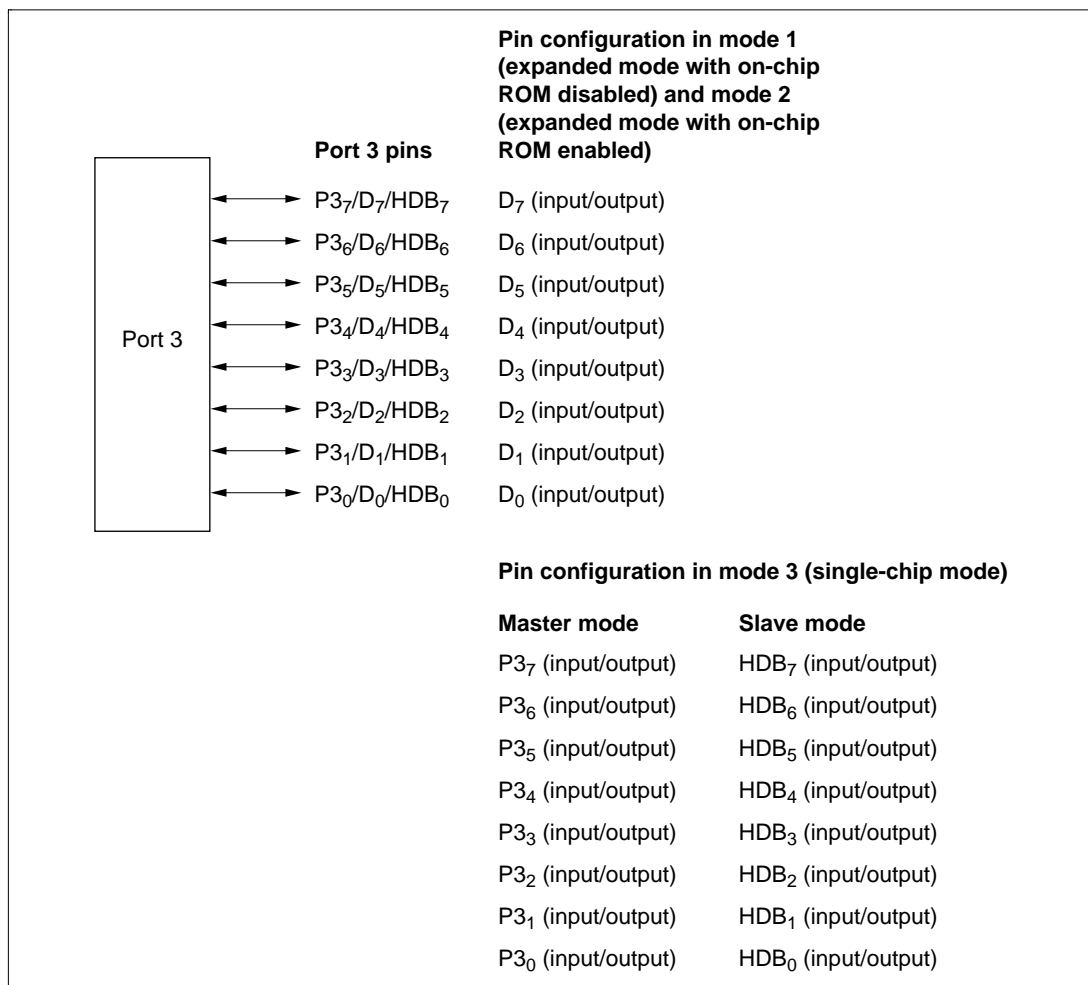 Pin configuration in mode 1
(expanded mode with on-chip
ROM disabled) and mode 2
(expanded mode with on-chip
Port 3 pins ROM enabled)
P3₇/D₇/HDB₇ D₇ (input/output)
P3₆/D₆/HDB₆ D₆ (input/output)
P3₅/D₅/HDB₅ D₅ (input/output)
P3₄/D₄/HDB₄ D₄ (input/output)
Port 3
P3₃/D₃/HDB₃ D₃ (input/output)
P3₂/D₂/HDB₂ D₂ (input/output)
P3₁/D₁/HDB₁ D₁ (input/output)
P3₀/D₀/HDB₀ D₀ (input/output)
Pin configuration in mode 3 (single-chip mode)
Master mode Slave mode
P3₇ (input/output) HDB₇ (input/output)
P3₆ (input/output) HDB₆ (input/output)
P3₅ (input/output) HDB₅ (input/output)
P3₄ (input/output) HDB₄ (input/output)
P3₃ (input/output) HDB₃ (input/output)
P3₂ (input/output) HDB₂ (input/output)
P3₁ (input/output) HDB₁ (input/output)
P3₀ (input/output) HDB₀ (input/output)